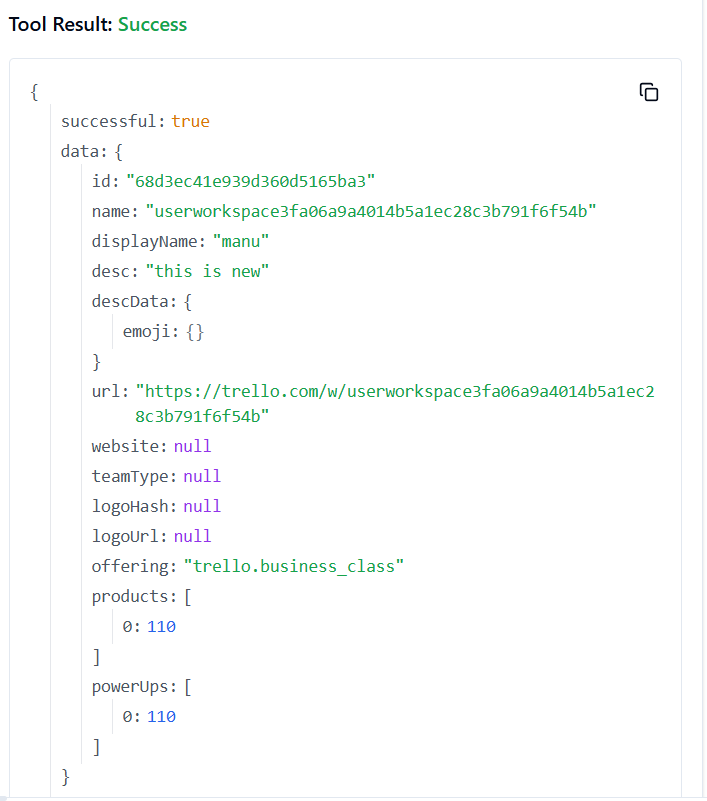 Tool Result: Success
{
successful: true
data: {
id: "68d3ec41e939d360d5165ba3"
name: "userworkspace3fa06a9a4014b5a1ec28c3b791f6f54b"
displayName: "manu"
desc: "this is new"
descData: {
emoji: {}
}
url: "https://trello.com/w/userworkspace3fa06a9a4014b5a1ec2
8c3b791f6f54b"
website: null
teamType: null
logoHash: null
logoUrl: null
offering: "trello.business_class"
products: [
0: 110
]
powerUps: [
0: 110
]
}